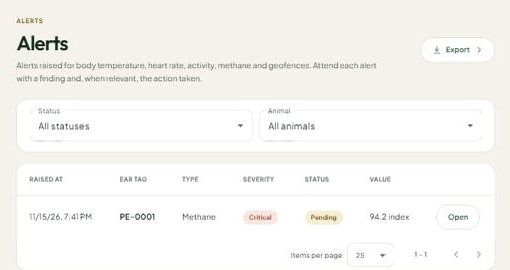 ALERTS
Alerts
Export
Alerts raised for body temperature, heart rate, activity, methane and geofences. Attend each alert
with a finding and, when relevant, the action taken.
Status
All statuses
Animal
All animals
RAISED AT EAR TAG TYPE SEVERITY STATUS VALUE
11/15/26, 7:41 PM PE-0001 Methane Critical Pending 94.2 index Open
Items per page 25 1 – 1